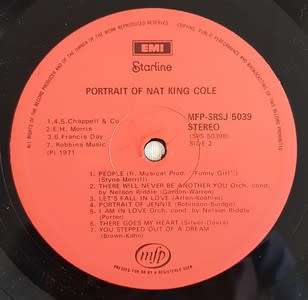 EMI
Starline
PORTRAIT OF NAT KING COLE
1,4,5.Chappell & Co
2.E.H. Morris
3,6.Francis Day
7. Robbins Music
(P) 1971
MFP-SRSJ 5039
STEREO
SIDE 2
1. PEOPLE (fr. Musical Prod. "Funny Girl")
(Styne-Merrill)
2. THERE WILL NEVER BE ANOTHER YOU Orch. cond.
by Nelson Riddle (Gordon-Warren)
3. LET'S FALL IN LOVE (Arlen-Koehler)
4. PORTRAIT OF JENNIE (Robinson-Burdge)
5. I AM IN LOVE Orch. cond. by Nelson Riddle
(Porter)
6. THERE GOES MY HEART (Silver-Davis)
7. YOU STEPPED OUT OF A DREAM
(Brown-Kahn)
mfp